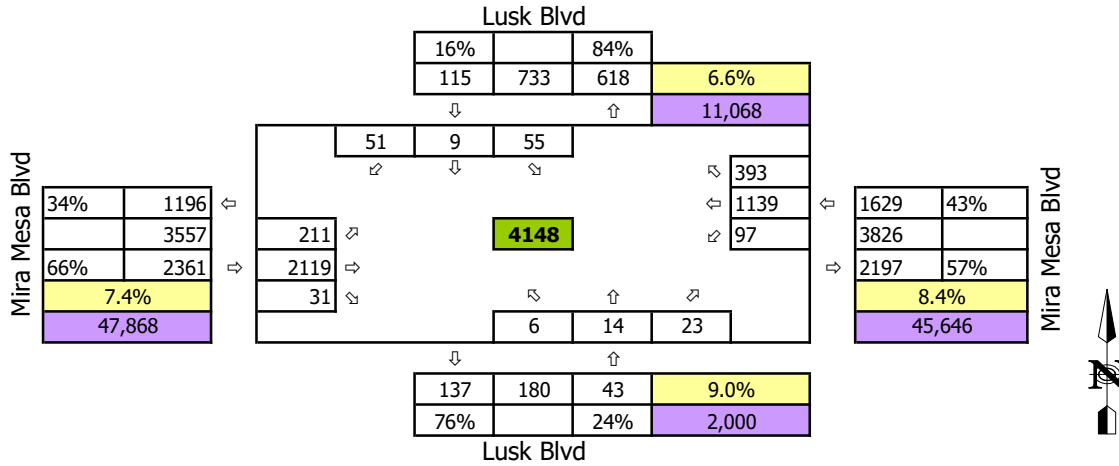 Lusk Blvd
16% 84%
115 733 618 6.6%
⇩ ⇧ 11,068
51 9 55
⬃ ⇩ ⬂
⬁ 393
34% 1196 ⇦ ⇦ 1139 ⇦ 1629 43%
3557 211 ⬀ 4148 ⬃ 97 3826
66% 2361 ⇨ 2119 ⇨ ⇨ 2197 57%
7.4% 31 ⬂ ⬁ ⇧ ⬀ 8.4%
47,868 6 14 23 45,646
Mira Mesa Blvd
Mira Mesa Blvd
N
⇩ ⇧
137 180 43 9.0%
76% 24% 2,000
Lusk Blvd